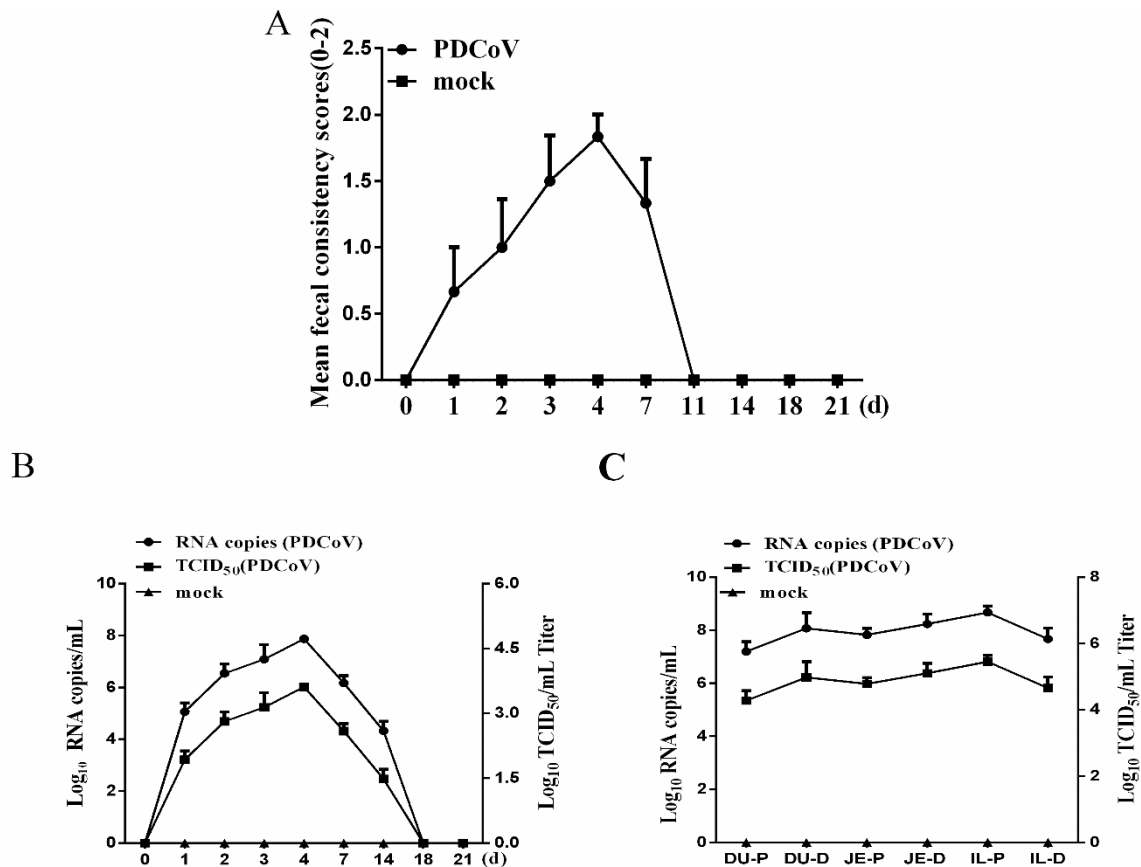 A
PDCoV
mock
Mean fecal consistency scores(0-2)
2.5
2.0
1.5
1.0
0.5
0.0
0 1 2 3 4 7 11 14 18 21 (d)
B
RNA copies (PDCoV)
TCID₅₀(PDCoV)
mock
Log₁₀ RNA copies/mL
10
8
6
4
2
0
6.0
4.5
3.0
1.5
0.0
Log₁₀ TCID₅₀/mL Titer
0 1 2 3 4 7 14 18 21 (d)
C
RNA copies (PDCoV)
TCID₅₀(PDCoV)
mock
Log₁₀ RNA copies/mL
10
8
6
4
2
0
8
6
4
2
0
Log₁₀ TCID₅₀/mL Titer
DU-P DU-D JE-P JE-D IL-P IL-D